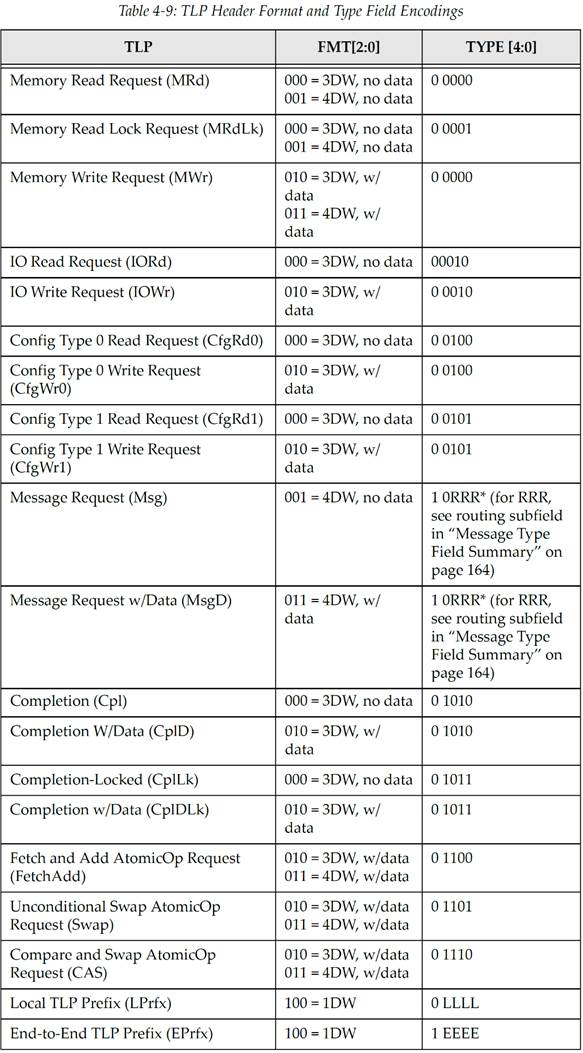 Table 4-9: TLP Header Format and Type Field Encodings
TLP FMT[2:0] TYPE [4:0]
Memory Read Request (MRd) 000 = 3DW, no data 0 0000
001 = 4DW, no data
Memory Read Lock Request (MRdLk) 000 = 3DW, no data 0 0001
001 = 4DW, no data
Memory Write Request (MWr) 010 = 3DW, w/ 0 0000
data
011 = 4DW, w/
data
IO Read Request (IORd) 000 = 3DW, no data 00010
IO Write Request (IOWr) 010 = 3DW, w/ 0 0010
data
Config Type 0 Read Request (CfgRd0) 000 = 3DW, no data 0 0100
Config Type 0 Write Request 010 = 3DW, w/ 0 0100
(CfgWr0) data
Config Type 1 Read Request (CfgRd1) 000 = 3DW, no data 0 0101
Config Type 1 Write Request 010 = 3DW, w/ 0 0101
(CfgWr1) data
Message Request (Msg) 001 = 4DW, no data 1 0RRR* (for RRR,
see routing subfield
in “Message Type
Field Summary” on
page 164)
Message Request w/Data (MsgD) 011 = 4DW, w/ 1 0RRR* (for RRR,
data see routing subfield
in “Message Type
Field Summary” on
page 164)
Completion (Cpl) 000 = 3DW, no data 0 1010
Completion W/Data (CplD) 010 = 3DW, w/ 0 1010
data
Completion-Locked (CplLk) 000 = 3DW, no data 0 1011
Completion w/Data (CplDLk) 010 = 3DW, w/ 0 1011
data
Fetch and Add AtomicOp Request 010 = 3DW, w/data 0 1100
(FetchAdd) 011 = 4DW, w/data
Unconditional Swap AtomicOp 010 = 3DW, w/data 0 1101
Request (Swap) 011 = 4DW, w/data
Compare and Swap AtomicOp 010 = 3DW, w/data 0 1110
Request (CAS) 011 = 4DW, w/data
Local TLP Prefix (LPrfx) 100 = 1DW 0 LLLL
End-to-End TLP Prefix (EPrfx) 100 = 1DW 1 EEEE